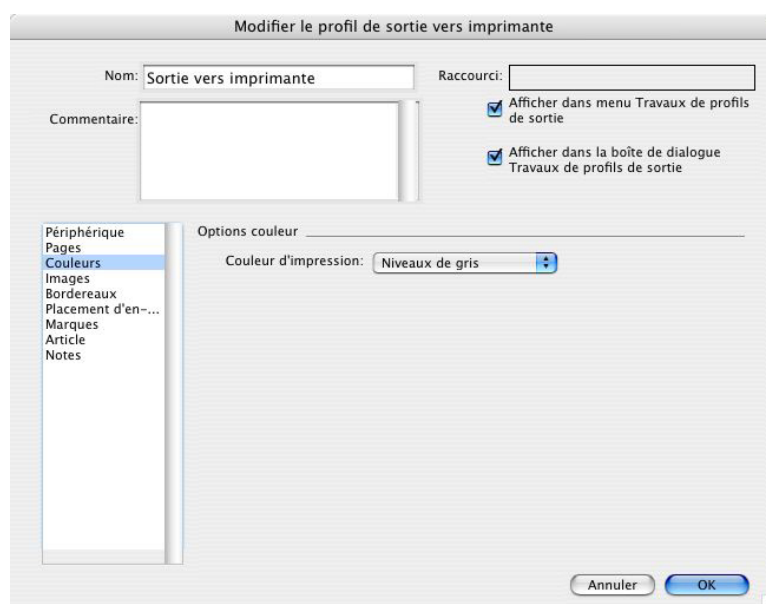 Modifier le profil de sortie vers imprimante
Nom: Sortie vers imprimante
Raccourci:
Afficher dans menu Travaux de profils
de sortie
Commentaire:
Afficher dans la boîte de dialogue
Travaux de profils de sortie
Périphérique
Pages
Couleurs
Images
Bordereaux
Placement d'en-...
Marques
Article
Notes
Options couleur
Couleur d'impression: Niveaux de gris
Annuler
OK